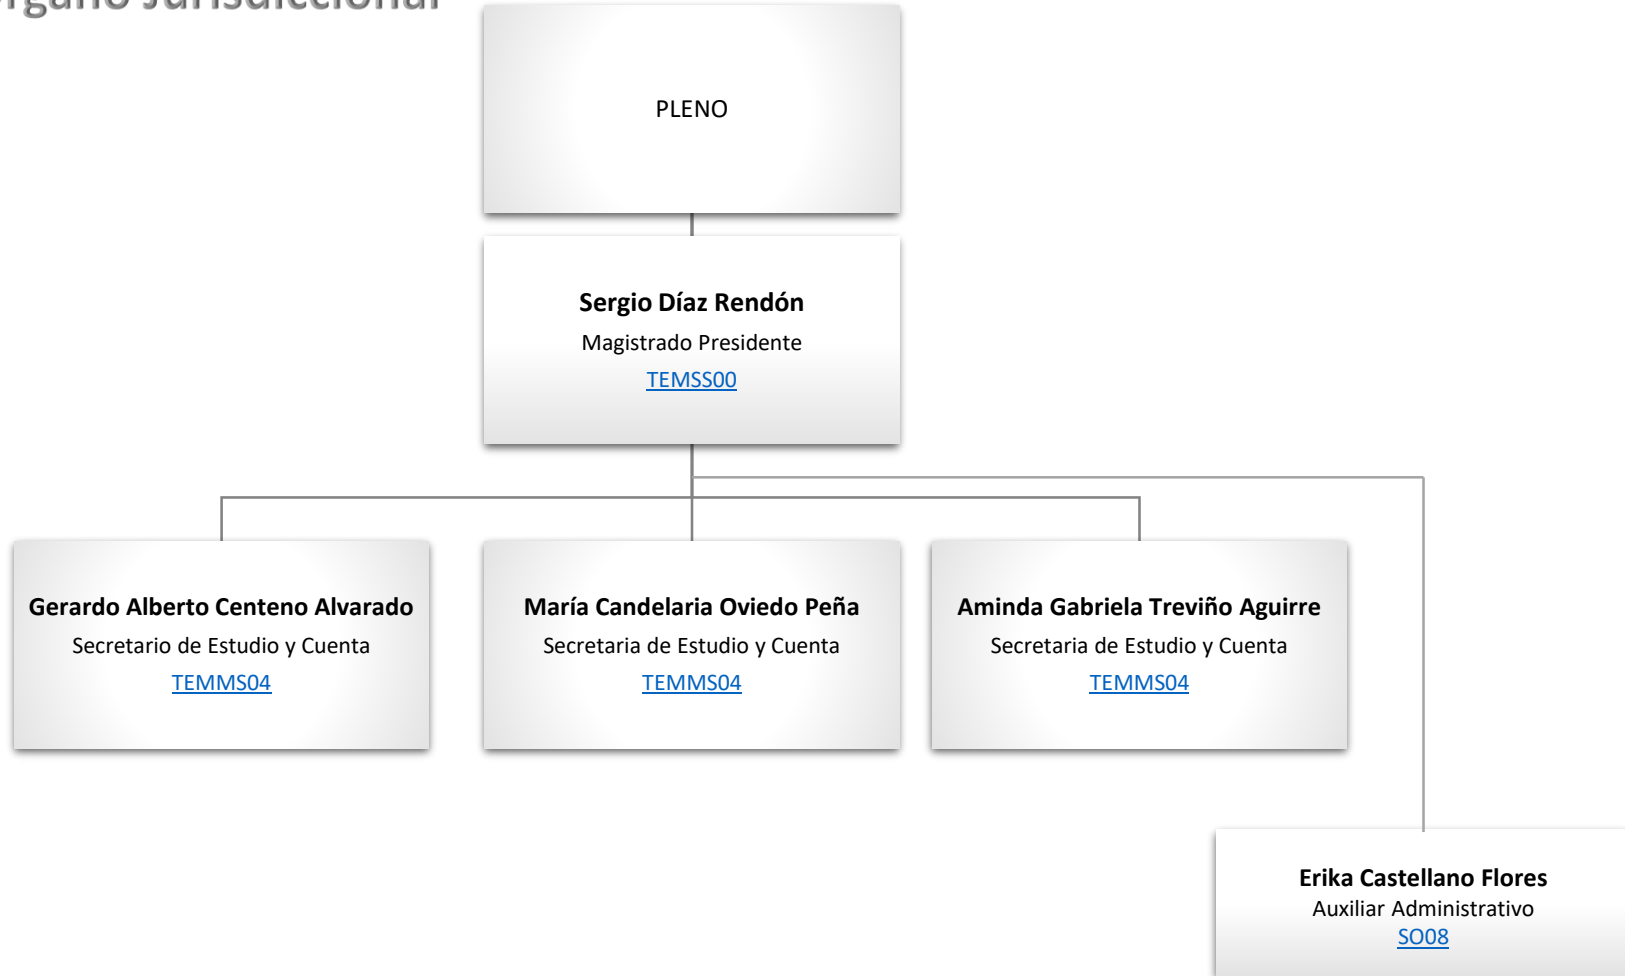 Órgano Jurisdiccional
PLENO
Sergio Díaz Rendón
Magistrado Presidente
TEMSS00
Gerardo Alberto Centeno Alvarado
Secretario de Estudio y Cuenta
TEMMS04
María Candelaria Oviedo Peña
Secretaria de Estudio y Cuenta
TEMMS04
Aminda Gabriela Treviño Aguirre
Secretaria de Estudio y Cuenta
TEMMS04
Erika Castellano Flores
Auxiliar Administrativo
SO08